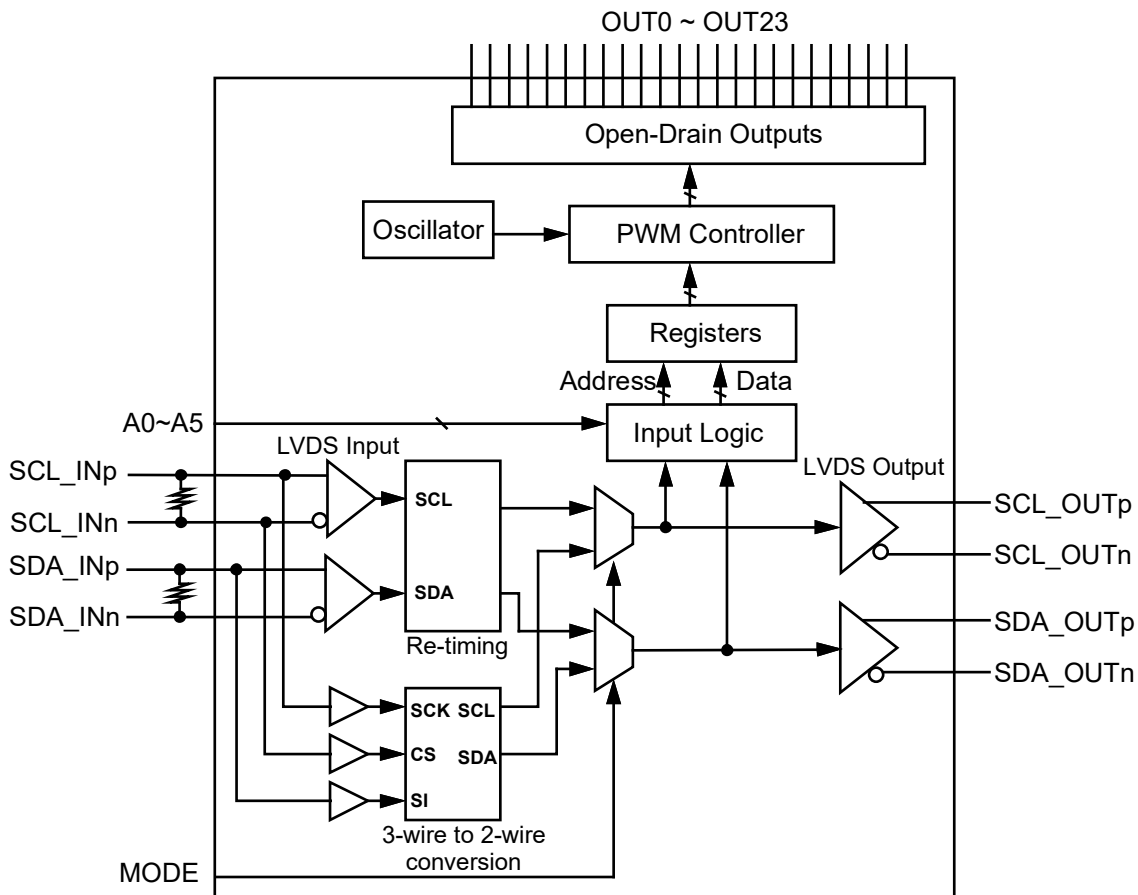 OUT0 ~ OUT23
Open-Drain Outputs
Oscillator
PWM Controller
Registers
Address
Data
A0~A5
Input Logic
LVDS Input
LVDS Output
SCL_INp
SCL_INn
SDA_INp
SDA_INn
SCL
SDA
Re-timing
SCL_OUTp
SCL_OUTn
SDA_OUTp
SDA_OUTn
SCK SCL
CS SDA
SI
3-wire to 2-wire
conversion
MODE